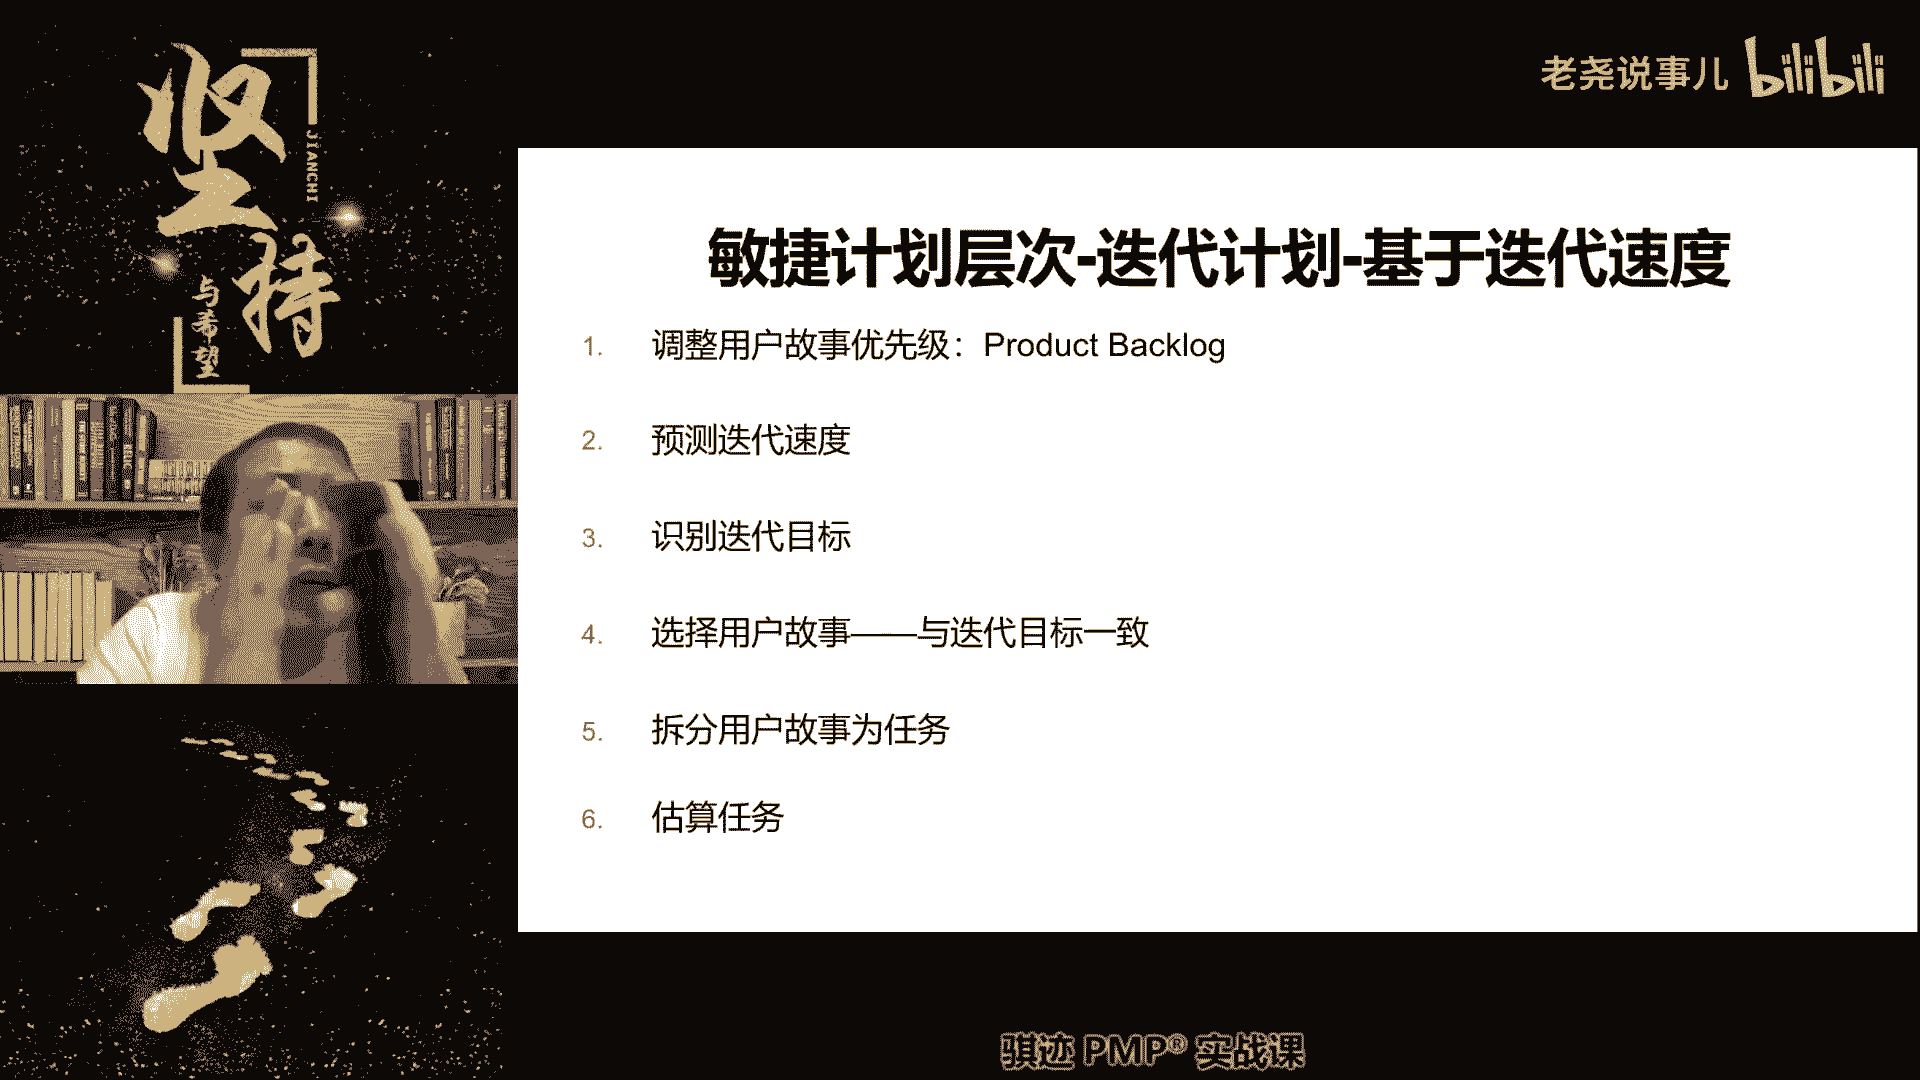 坚持
JIANCHI
与希望
老尧说事儿 bilibili
敏捷计划层次-迭代计划-基于迭代速度
1. 调整用户故事优先级：Product Backlog
2. 预测迭代速度
3. 识别迭代目标
4. 选择用户故事——与迭代目标一致
5. 拆分用户故事为任务
6. 估算任务
骐迹 PMP® 实战课